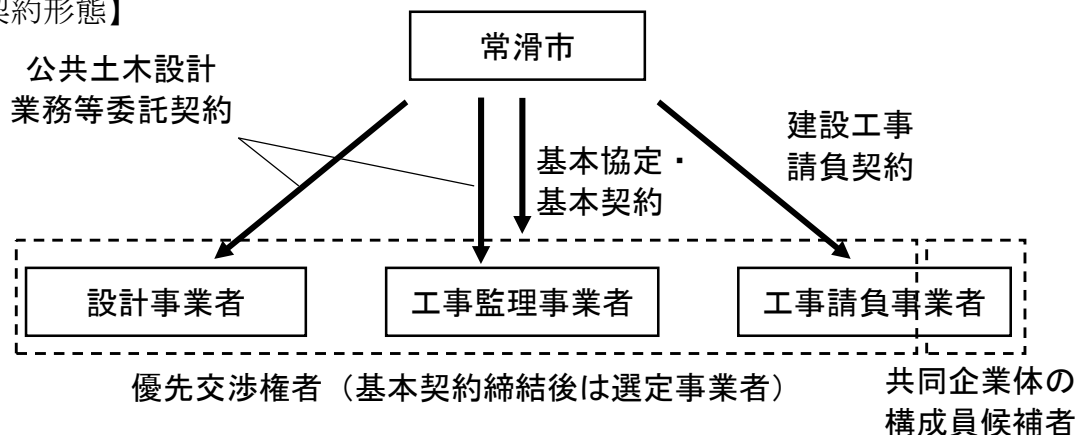 契約形態】
常滑市
公共土木設計
業務等委託契約
建設工事
請負契約
基本協定・
基本契約
設計事業者
工事監理事業者
工事請負事業者
優先交渉権者（基本契約締結後は選定事業者）
共同企業体の
構成員候補者